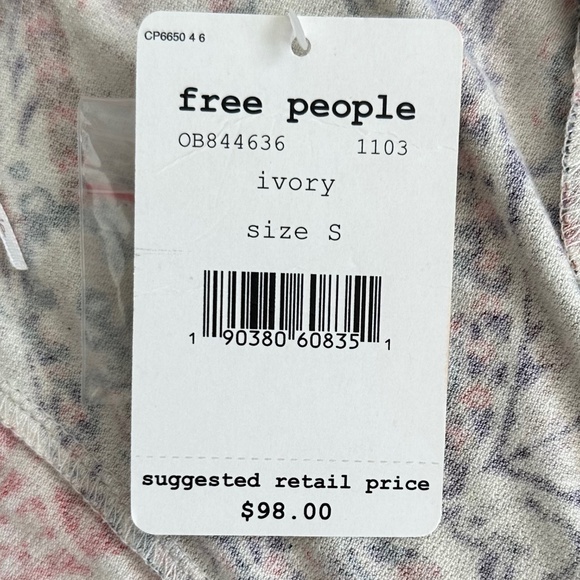 CP6650 4 6
free people
OB844636 1103
ivory
size S
1 90380 60835 1
suggested retail price
$98.00